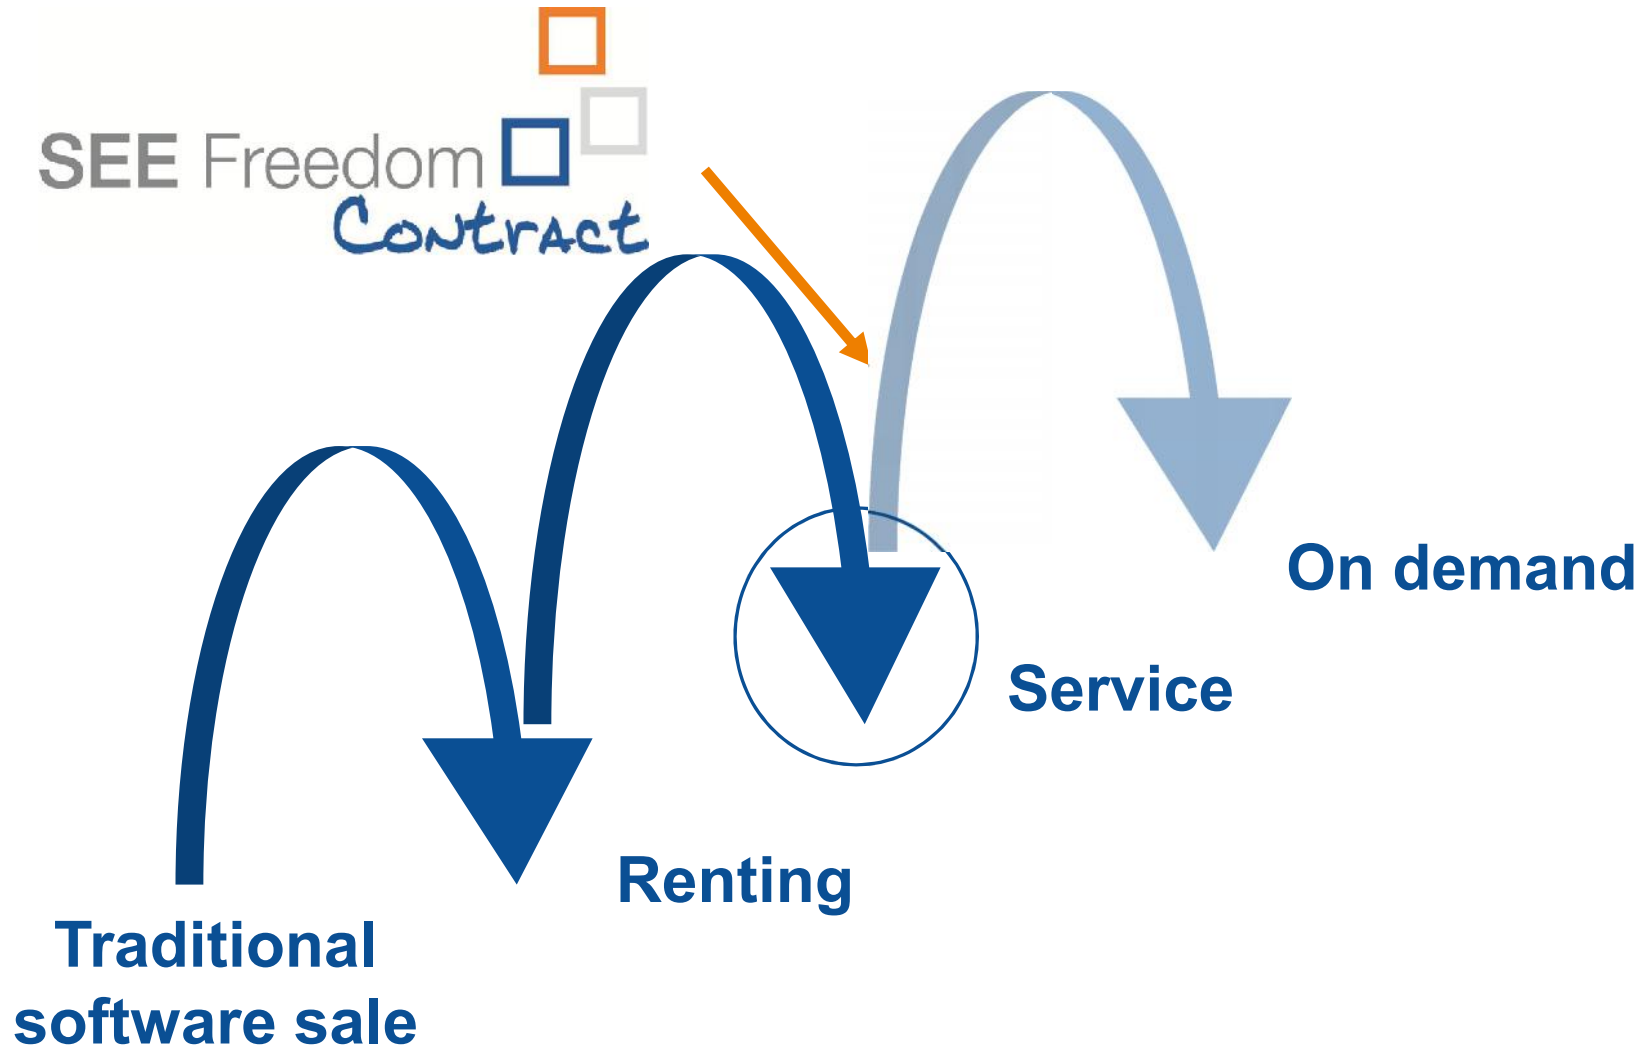 SEE Freedom
Contract
On demand
Service
Renting
Traditional
software sale